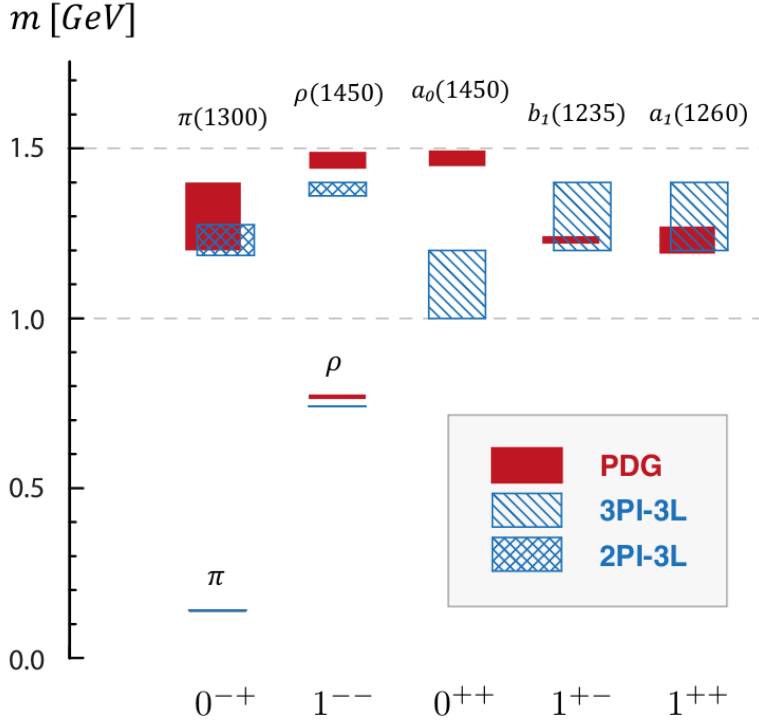 m [GeV]
π(1300)
ρ(1450)
a₀(1450)
b₁(1235)
a₁(1260)
1.5
1.0
ρ
0.5
π
0.0
PDG
3PI-3L
2PI-3L
0⁻⁺
1⁻⁻
0⁺⁺
1⁺⁻
1⁺⁺